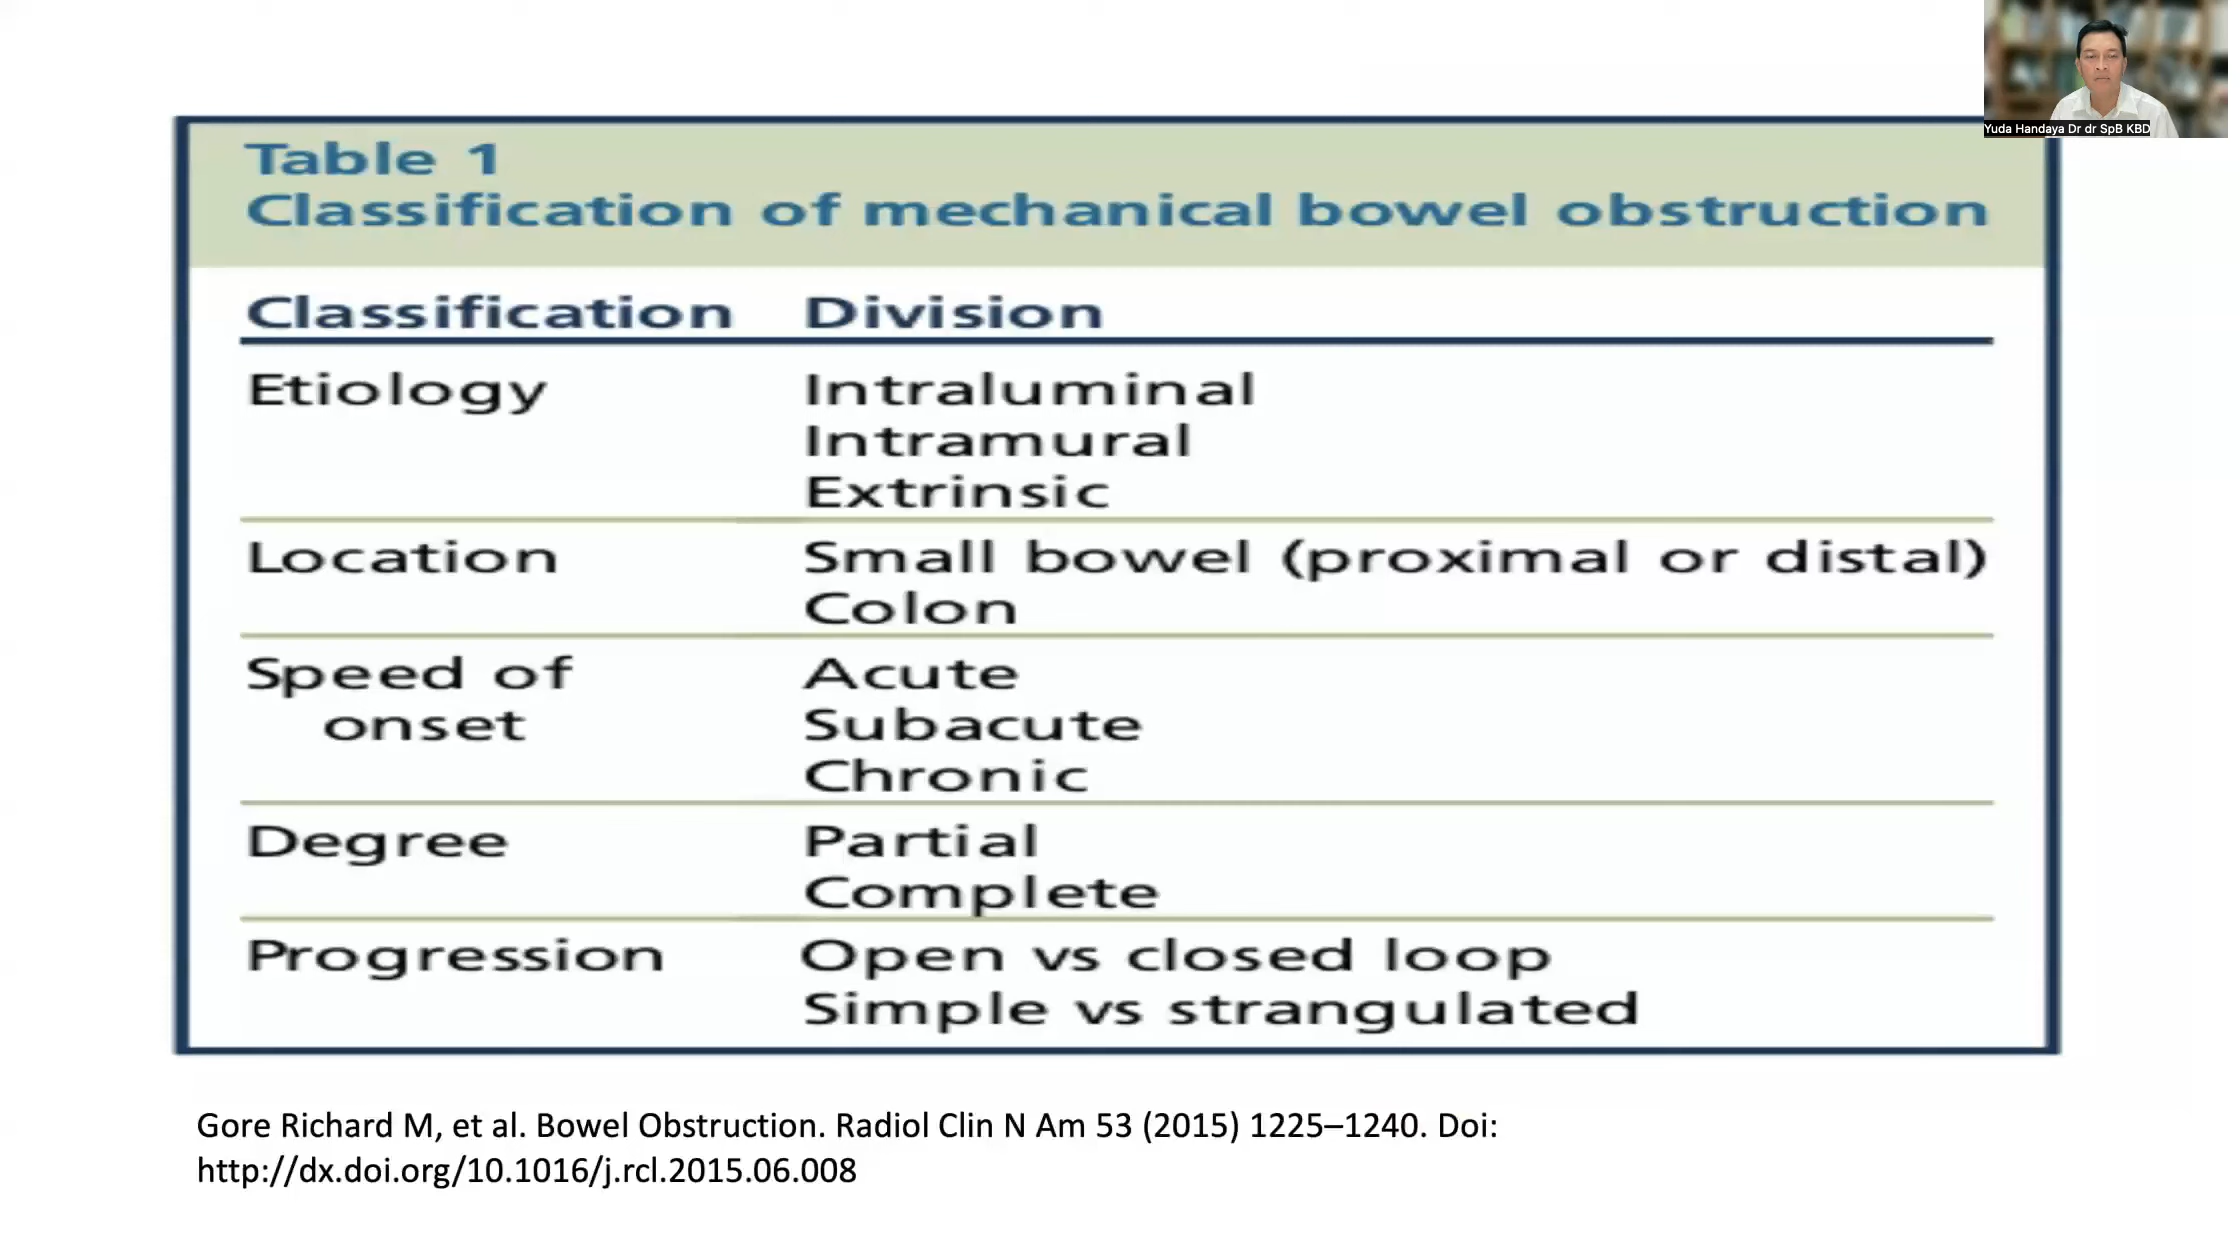 Yuda Handaya Dr dr SpB KBD
Table 1
Classification of mechanical bowel obstruction
Classification Division
Etiology Intraluminal
Intramural
Extrinsic
Location Small bowel (proximal or distal)
Colon
Speed of Acute
onset Subacute
Chronic
Degree Partial
Complete
Progression Open vs closed loop
Simple vs strangulated
Gore Richard M, et al. Bowel Obstruction. Radiol Clin N Am 53 (2015) 1225–1240. Doi:
http://dx.doi.org/10.1016/j.rcl.2015.06.008